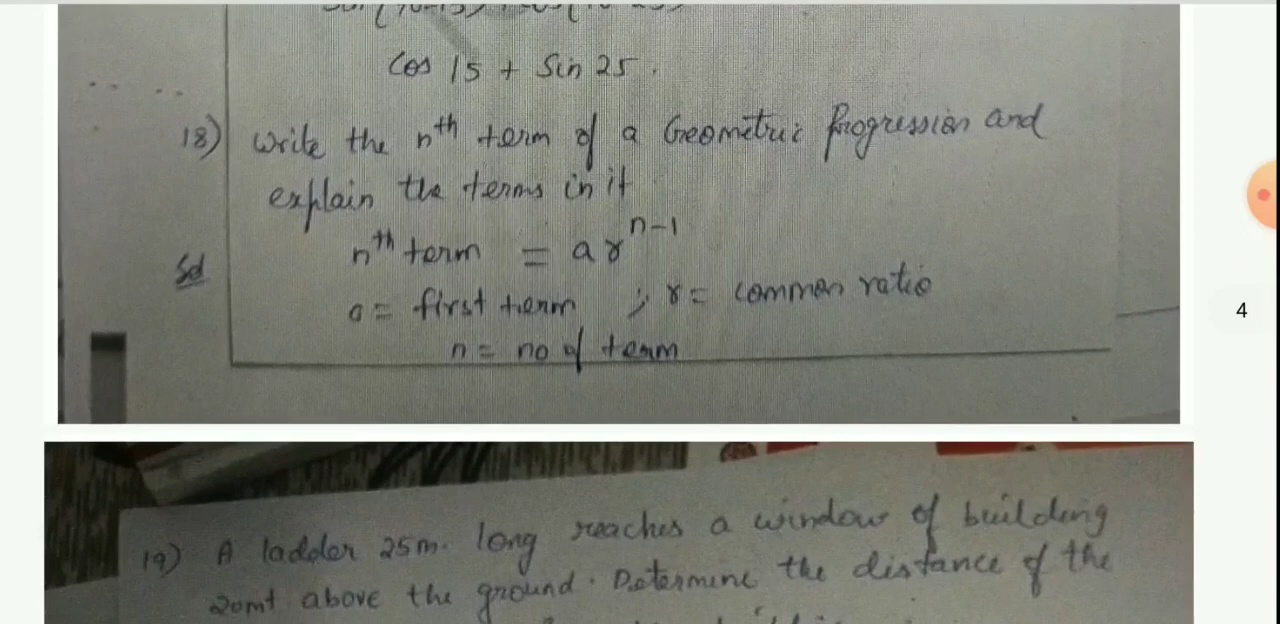 cos 15 + sin 25.
18) Write the nth term of a Geometric Progression and
explain the terms in it
nth term = ar^n-1
Sol
a = first term ; r = common ratio
n = no of term
4
19) A ladder 25m. long reaches a window of building
20mt above the ground. Determine the distance of the